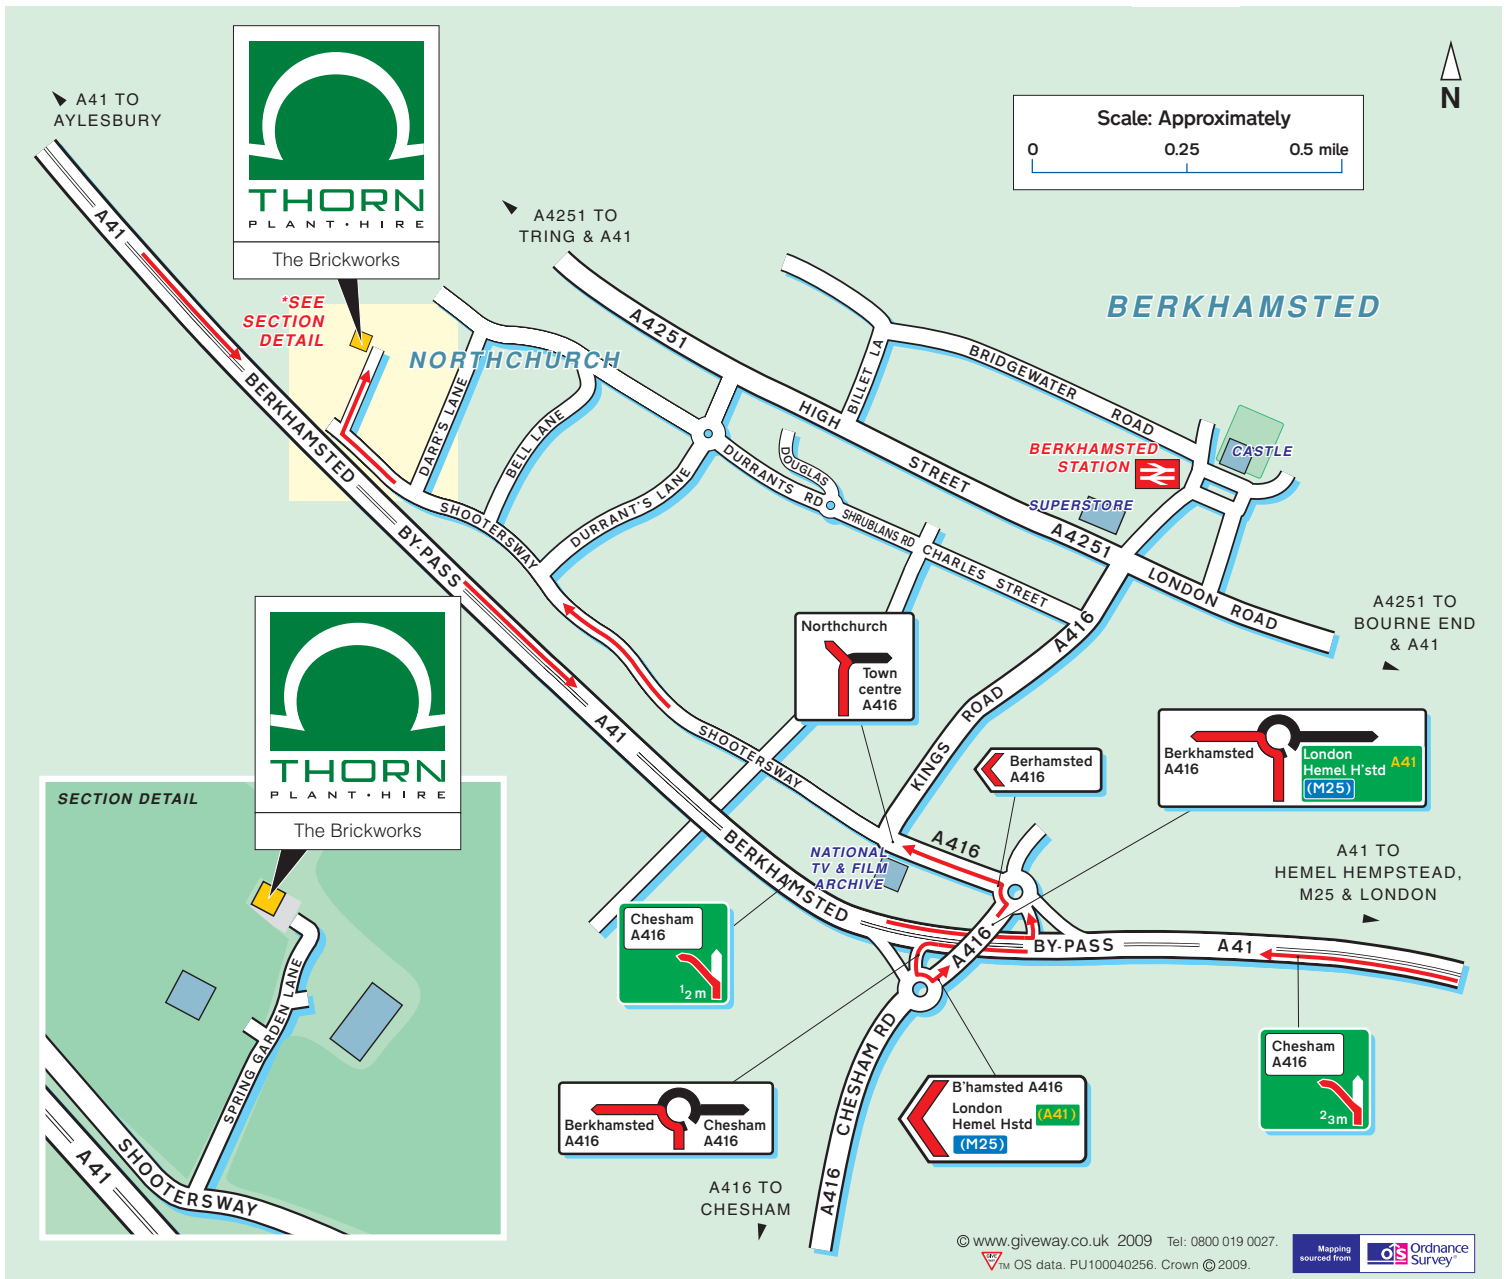 A41 TO
AYLESBURY
THORN
PLANT·HIRE
The Brickworks
N
Scale: Approximately
0 0.25 0.5 mile
A4251 TO
TRING & A41
BERKHAMSTED
*SEE
SECTION
DETAIL
NORTHCHURCH
A41
BERKHAMSTED
BY-PASS
A41
BERKHAMSTED
BY-PASS
A41
A4251
HIGH
STREET
A4251
LONDON ROAD
BILLET LA
BRIDGEWATER
ROAD
BERKHAMSTED
STATION
CASTLE
SUPERSTORE
DARR'S LANE
BELL LANE
DURRANT'S LANE
DURRANTS RD
DOUGLAS
SHRUBLANS RD
CHARLES STREET
SHOOTERSWAY
SHOOTERSWAY
A416
KINGS ROAD
A416
A416
CHESHAM RD
A416
A4251 TO
BOURNE END
& A41
Northchurch
Town
centre
A416
Berhamsted
A416
Berkhamsted
A416
London
Hemel H'std A41
(M25)
NATIONAL
TV & FILM
ARCHIVE
A41 TO
HEMEL HEMPSTEAD,
M25 & LONDON
Chesham
A416
1 2 m
Chesham
A416
2 3m
Berkhamsted
A416
Chesham
A416
B'hamsted A416
London
Hemel Hstd (A41)
(M25)
A416 TO
CHESHAM
THORN
PLANT·HIRE
The Brickworks
SECTION DETAIL
SPRING GARDEN LANE
SHOOTERSWAY
A41
© www.giveway.co.uk 2009 Tel: 0800 019 0027.
GIVE WAY TM OS data. PU100040256. Crown © 2009.
Mapping
sourced from
OS Ordnance
Survey®